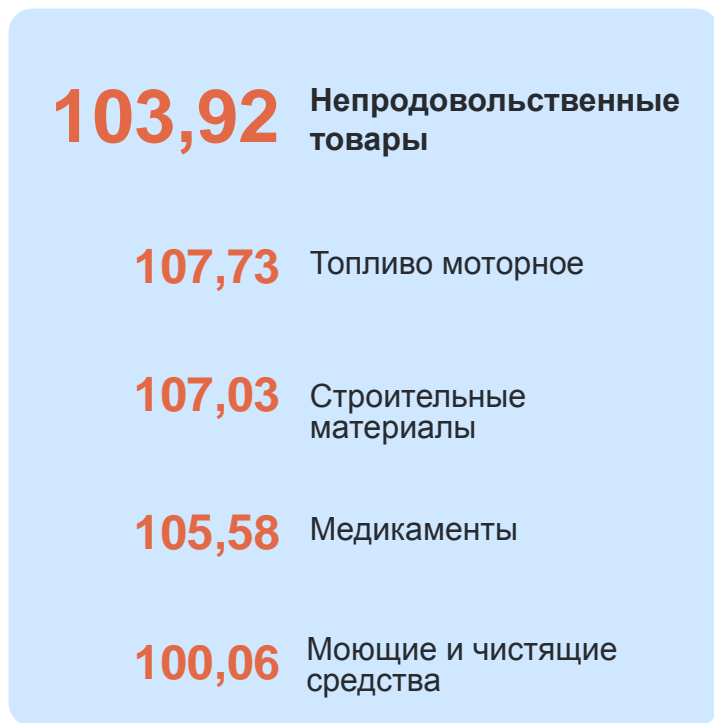 103,92 Непродовольственные
товары
107,73 Топливо моторное
107,03 Строительные
материалы
105,58 Медикаменты
100,06 Моющие и чистящие
средства